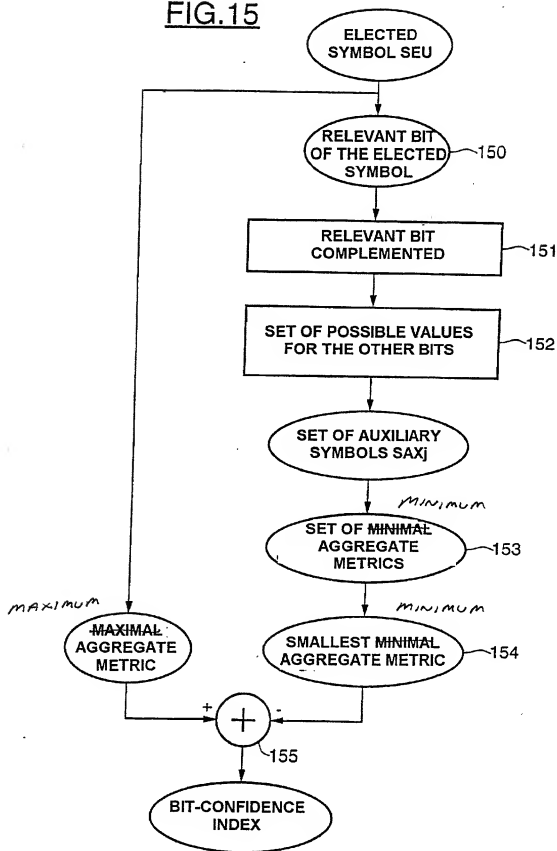 FIG.15
ELECTED
SYMBOL SEU
RELEVANT BIT
OF THE ELECTED
SYMBOL
150
RELEVANT BIT
COMPLEMENTED
151
SET OF POSSIBLE VALUES
FOR THE OTHER BITS
152
SET OF AUXILIARY
SYMBOLS SAXj
MINIMUM
SET OF MINIMAL
AGGREGATE
METRICS
153
MAXIMUM
MAXIMAL
AGGREGATE
METRIC
MINIMUM
SMALLEST MINIMAL
AGGREGATE METRIC
154
+
-
+
155
BIT-CONFIDENCE
INDEX